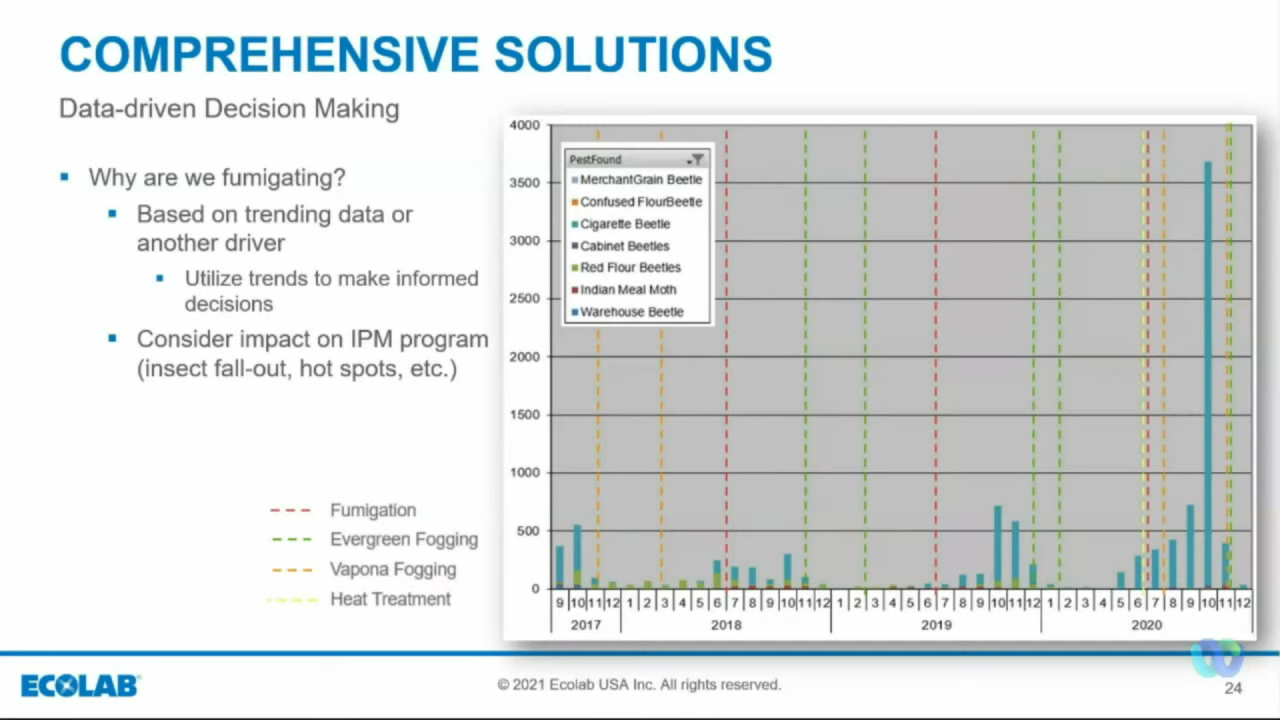 COMPREHENSIVE SOLUTIONS
Data-driven Decision Making
Why are we fumigating?
Based on trending data or
another driver
Utilize trends to make informed
decisions
Consider impact on IPM program
(insect fall-out, hot spots, etc.)
Fumigation
Evergreen Fogging
Vapona Fogging
Heat Treatment
4000
3500
3000
2500
2000
1500
1000
500
0
PestFound
MerchantGrain Beetle
Confused FlourBeetle
Cigarette Beetle
Cabinet Beetles
Red Flour Beetles
Indian Meal Moth
Warehouse Beetle
9 10 11 12 1 2 3 4 5 6 7 8 9 10 11 12 1 2 3 4 5 6 7 8 9 10 11 12 1 2 3 4 5 6 7 8 9 10 11 12
2017 2018 2019 2020
ECOLAB
© 2021 Ecolab USA Inc. All rights reserved.
24